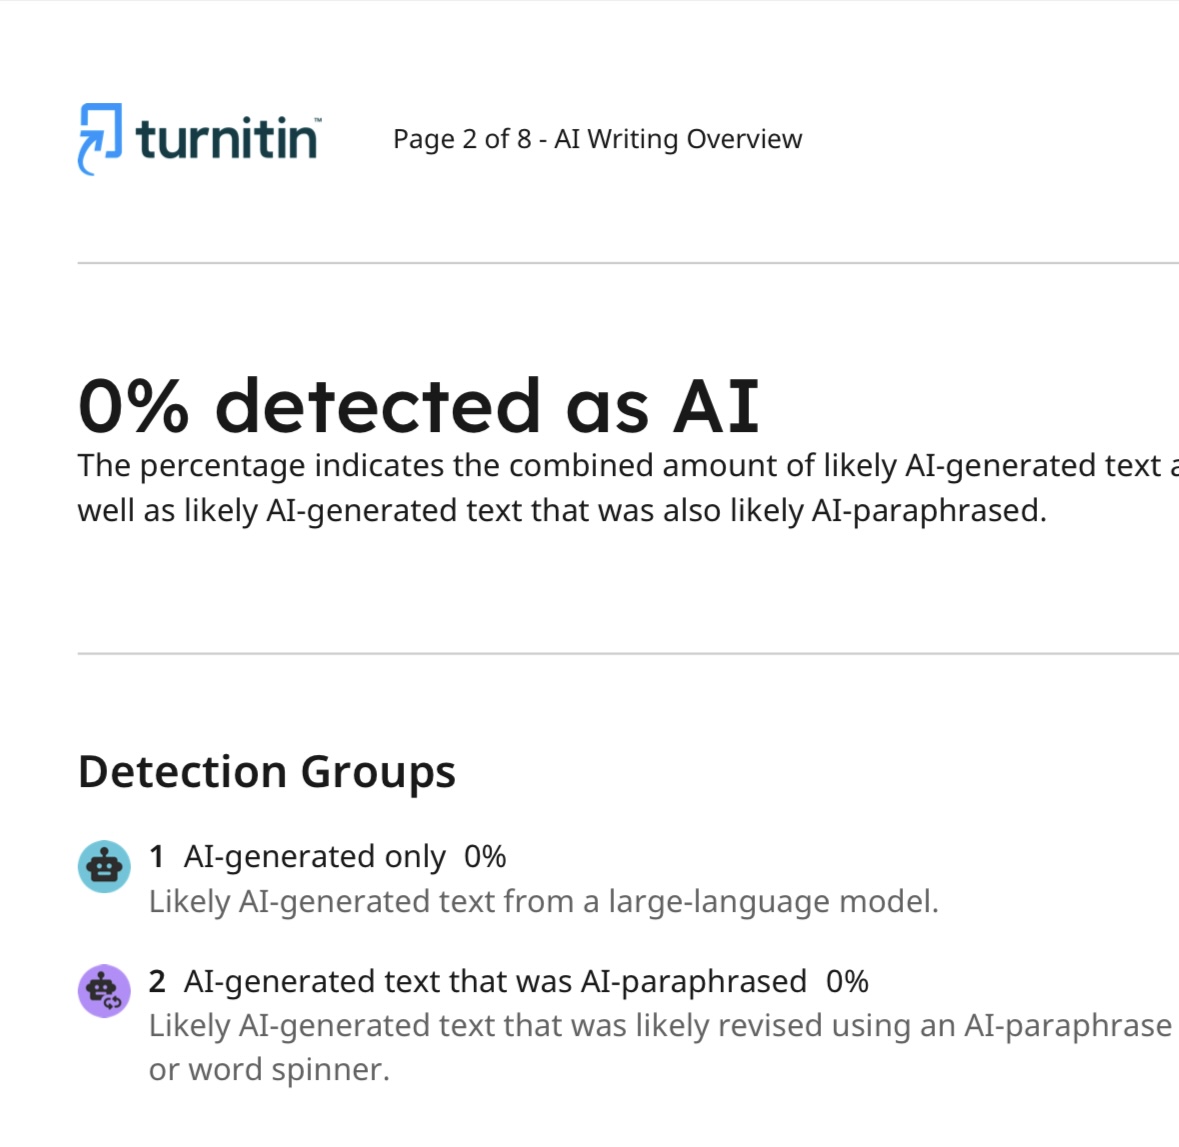 turnitin™
Page 2 of 8 - AI Writing Overview
0% detected as AI
The percentage indicates the combined amount of likely AI-generated text
well as likely AI-generated text that was also likely AI-paraphrased.
Detection Groups
1 AI-generated only 0%
Likely AI-generated text from a large-language model.
2 AI-generated text that was AI-paraphrased 0%
Likely AI-generated text that was likely revised using an AI-paraphrase
or word spinner.